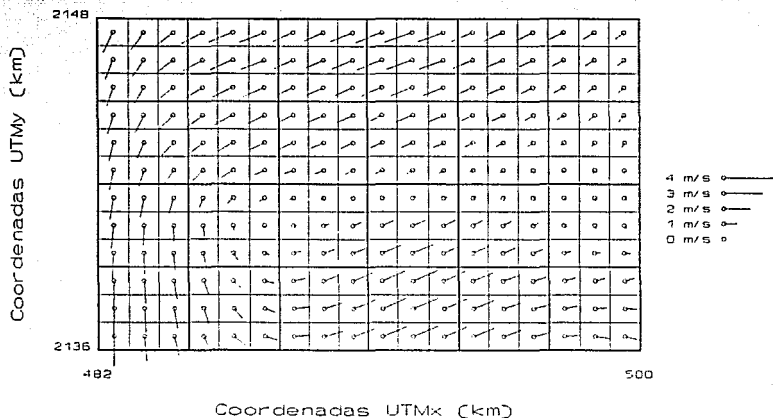 2148
Coordenadas UTMy (km)
4 m/s
3 m/s
2 m/s
1 m/s
0 m/s
2136
482
500
Coordenadas UTMx (km)